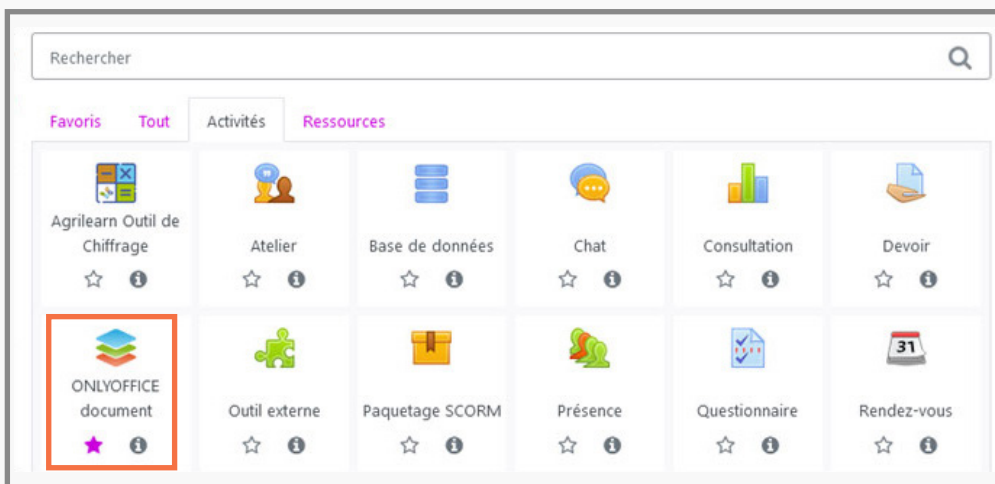 Rechercher
Favoris Tout Activités Ressources
Agrilearn Outil de
Chiffrage
Atelier
Base de données
Chat
Consultation
Devoir
ONLYOFFICE
document
Outil externe
Paquetage SCORM
Présence
Questionnaire
31
Rendez-vous